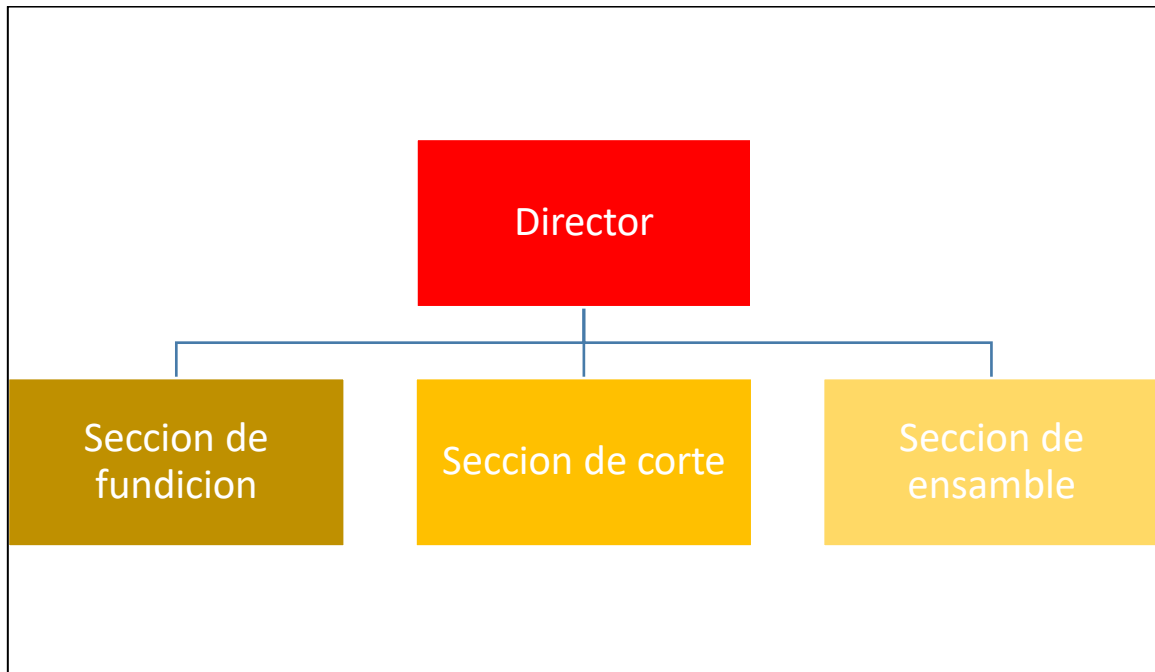 Director
Seccion de
fundicion
Seccion de corte
Seccion de
ensamble